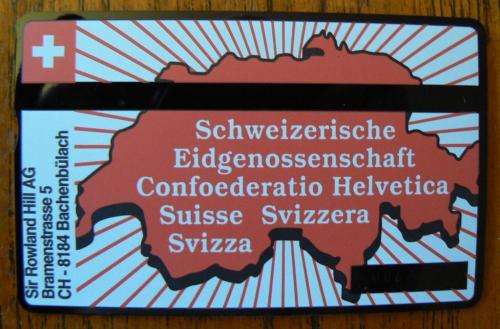 Schweizerische
Eidgenossenschaft
Confoederatio Helvetica
Suisse Svizzera
Svizza
Sir Rowland Hill AG
Bramenstrasse 5
CH - 8184 Bachenbülach